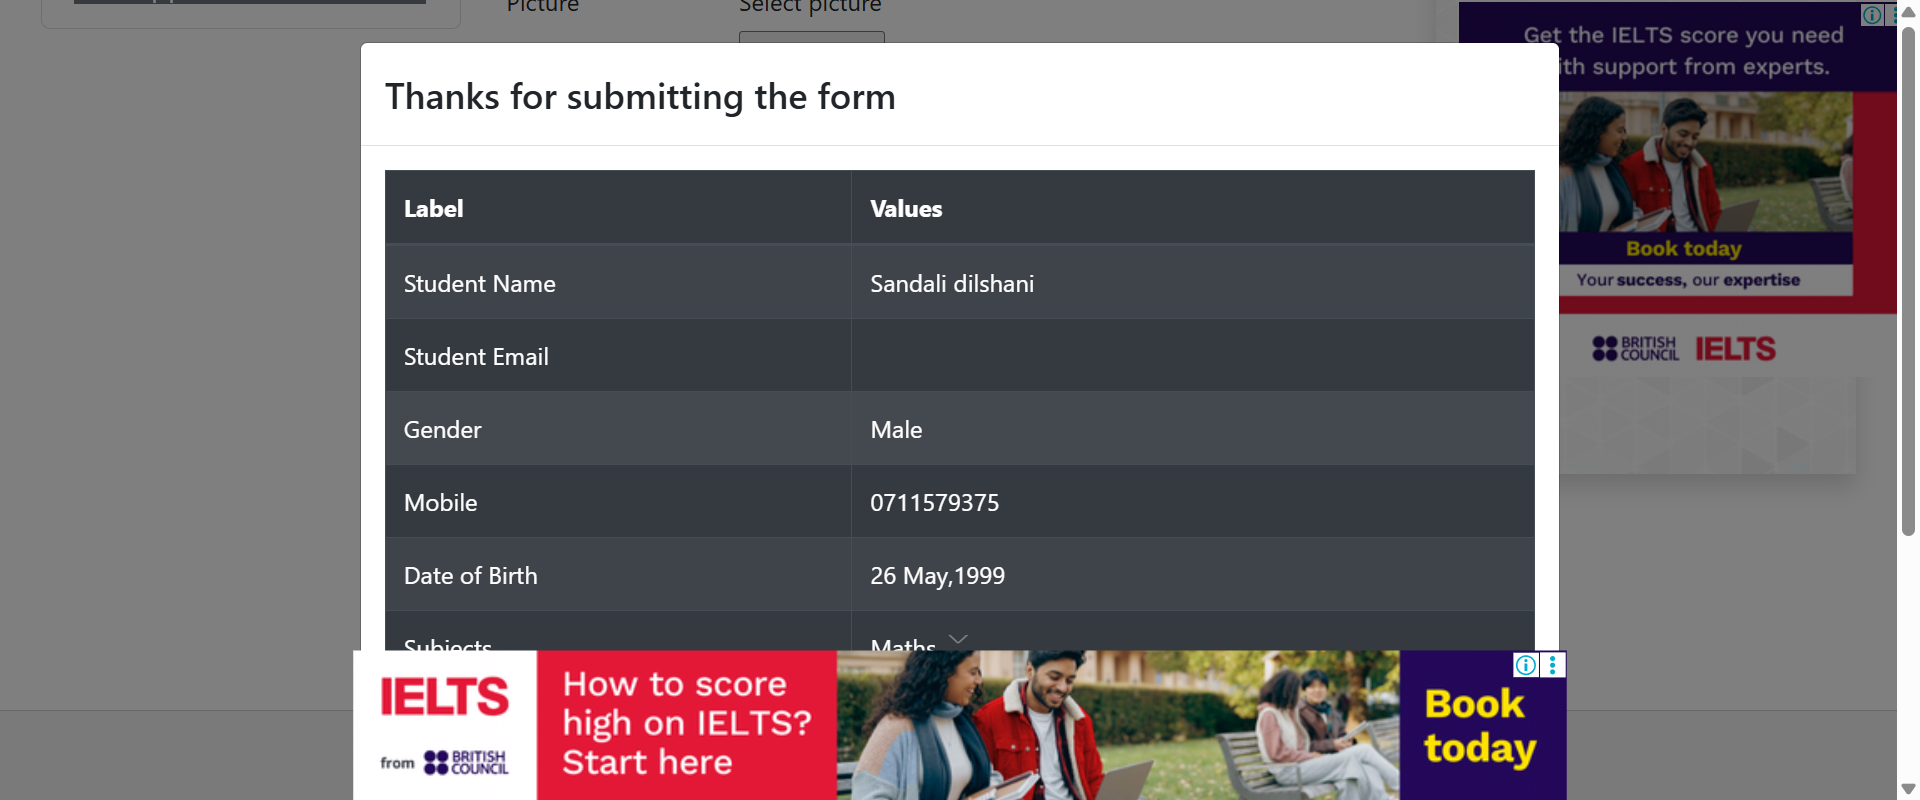 Picture
Select picture
Thanks for submitting the form
Label Values
Student Name Sandali dilshani
Student Email
Gender Male
Mobile 0711579375
Date of Birth 26 May,1999
Subjects Maths
Get the IELTS score you need
ith support from experts.
Book today
Your success, our expertise
BRITISH
COUNCIL
IELTS
IELTS
from BRITISH
COUNCIL
How to score
high on IELTS?
Start here
Book
today